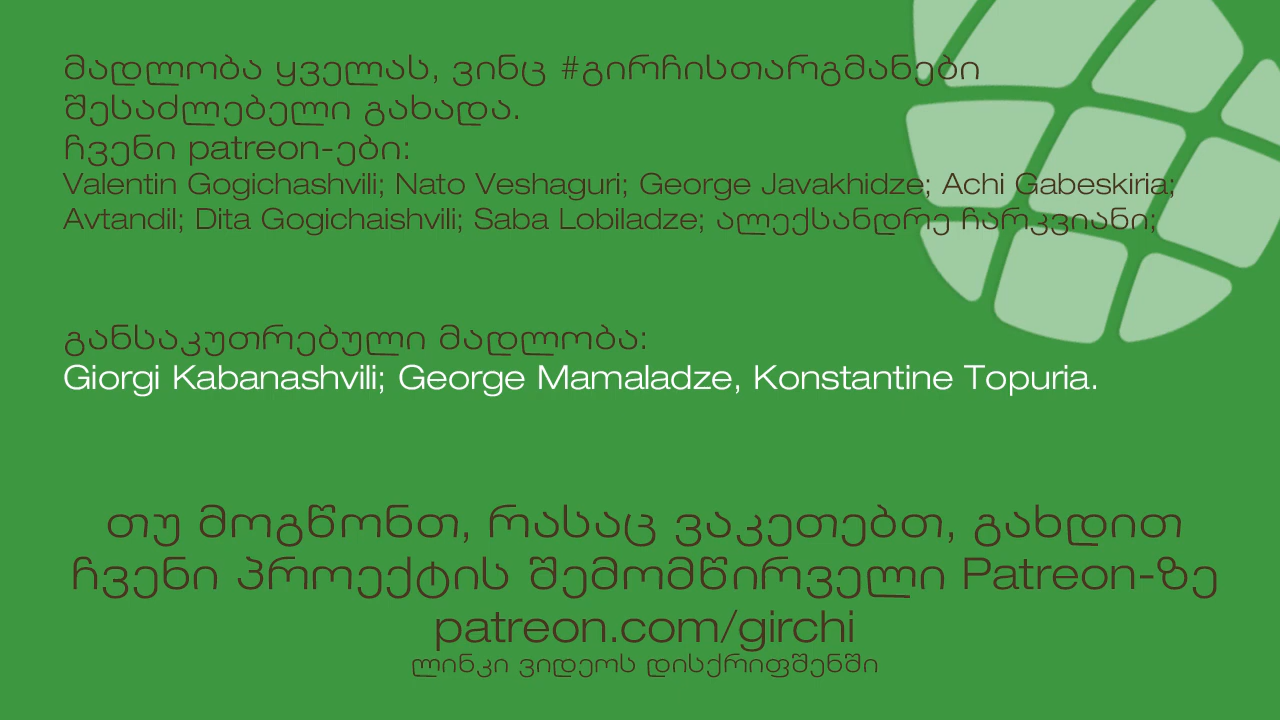 მადლობა ყველას, ვინც #გირჩისთარგმანები
შესაძლებელი გახადა.
ჩვენი patreon-ები:
Valentin Gogichashvili; Nato Veshaguri; George Javakhidze; Achi Gabeskiria;
Avtandil; Dita Gogichaishvili; Saba Lobiladze; ალექსანდრე ჩარკვიანი;
განსაკუთრებული მადლობა:
Giorgi Kabanashvili; George Mamaladze, Konstantine Topuria.
თუ მოგწონთ, რასაც ვაკეთებთ, გახდით
ჩვენი პროექტის შემომწირველი Patreon-ზე
patreon.com/girchi
ლინკი ვიდეოს დისქრიფშენში